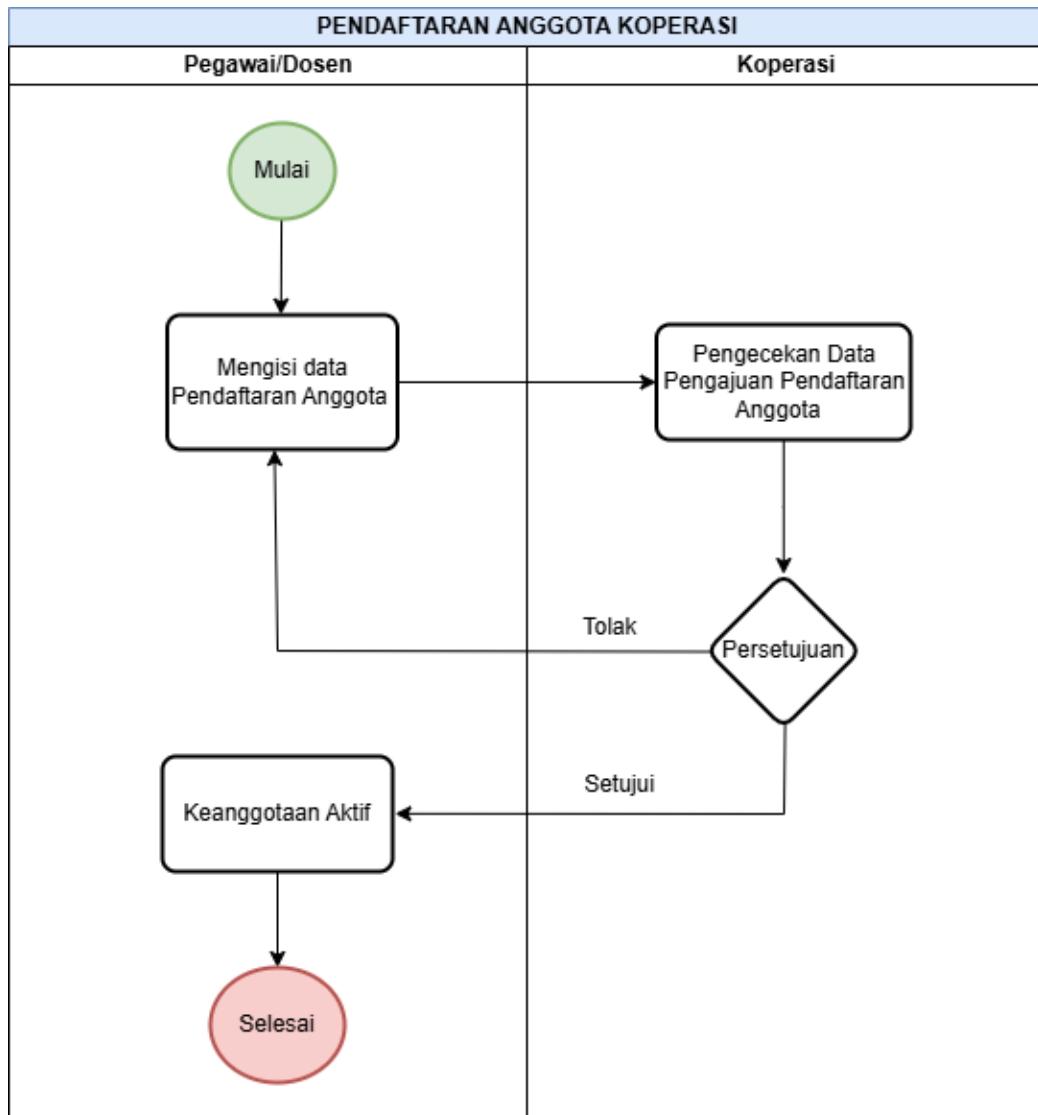 PENDAFTARAN ANGGOTA KOPERASI
Pegawai/Dosen
Koperasi
Mulai
Mengisi data
Pendaftaran Anggota
Pengecekan Data
Pengajuan Pendaftaran
Anggota
Tolak
Persetujuan
Setujui
Keanggotaan Aktif
Selesai